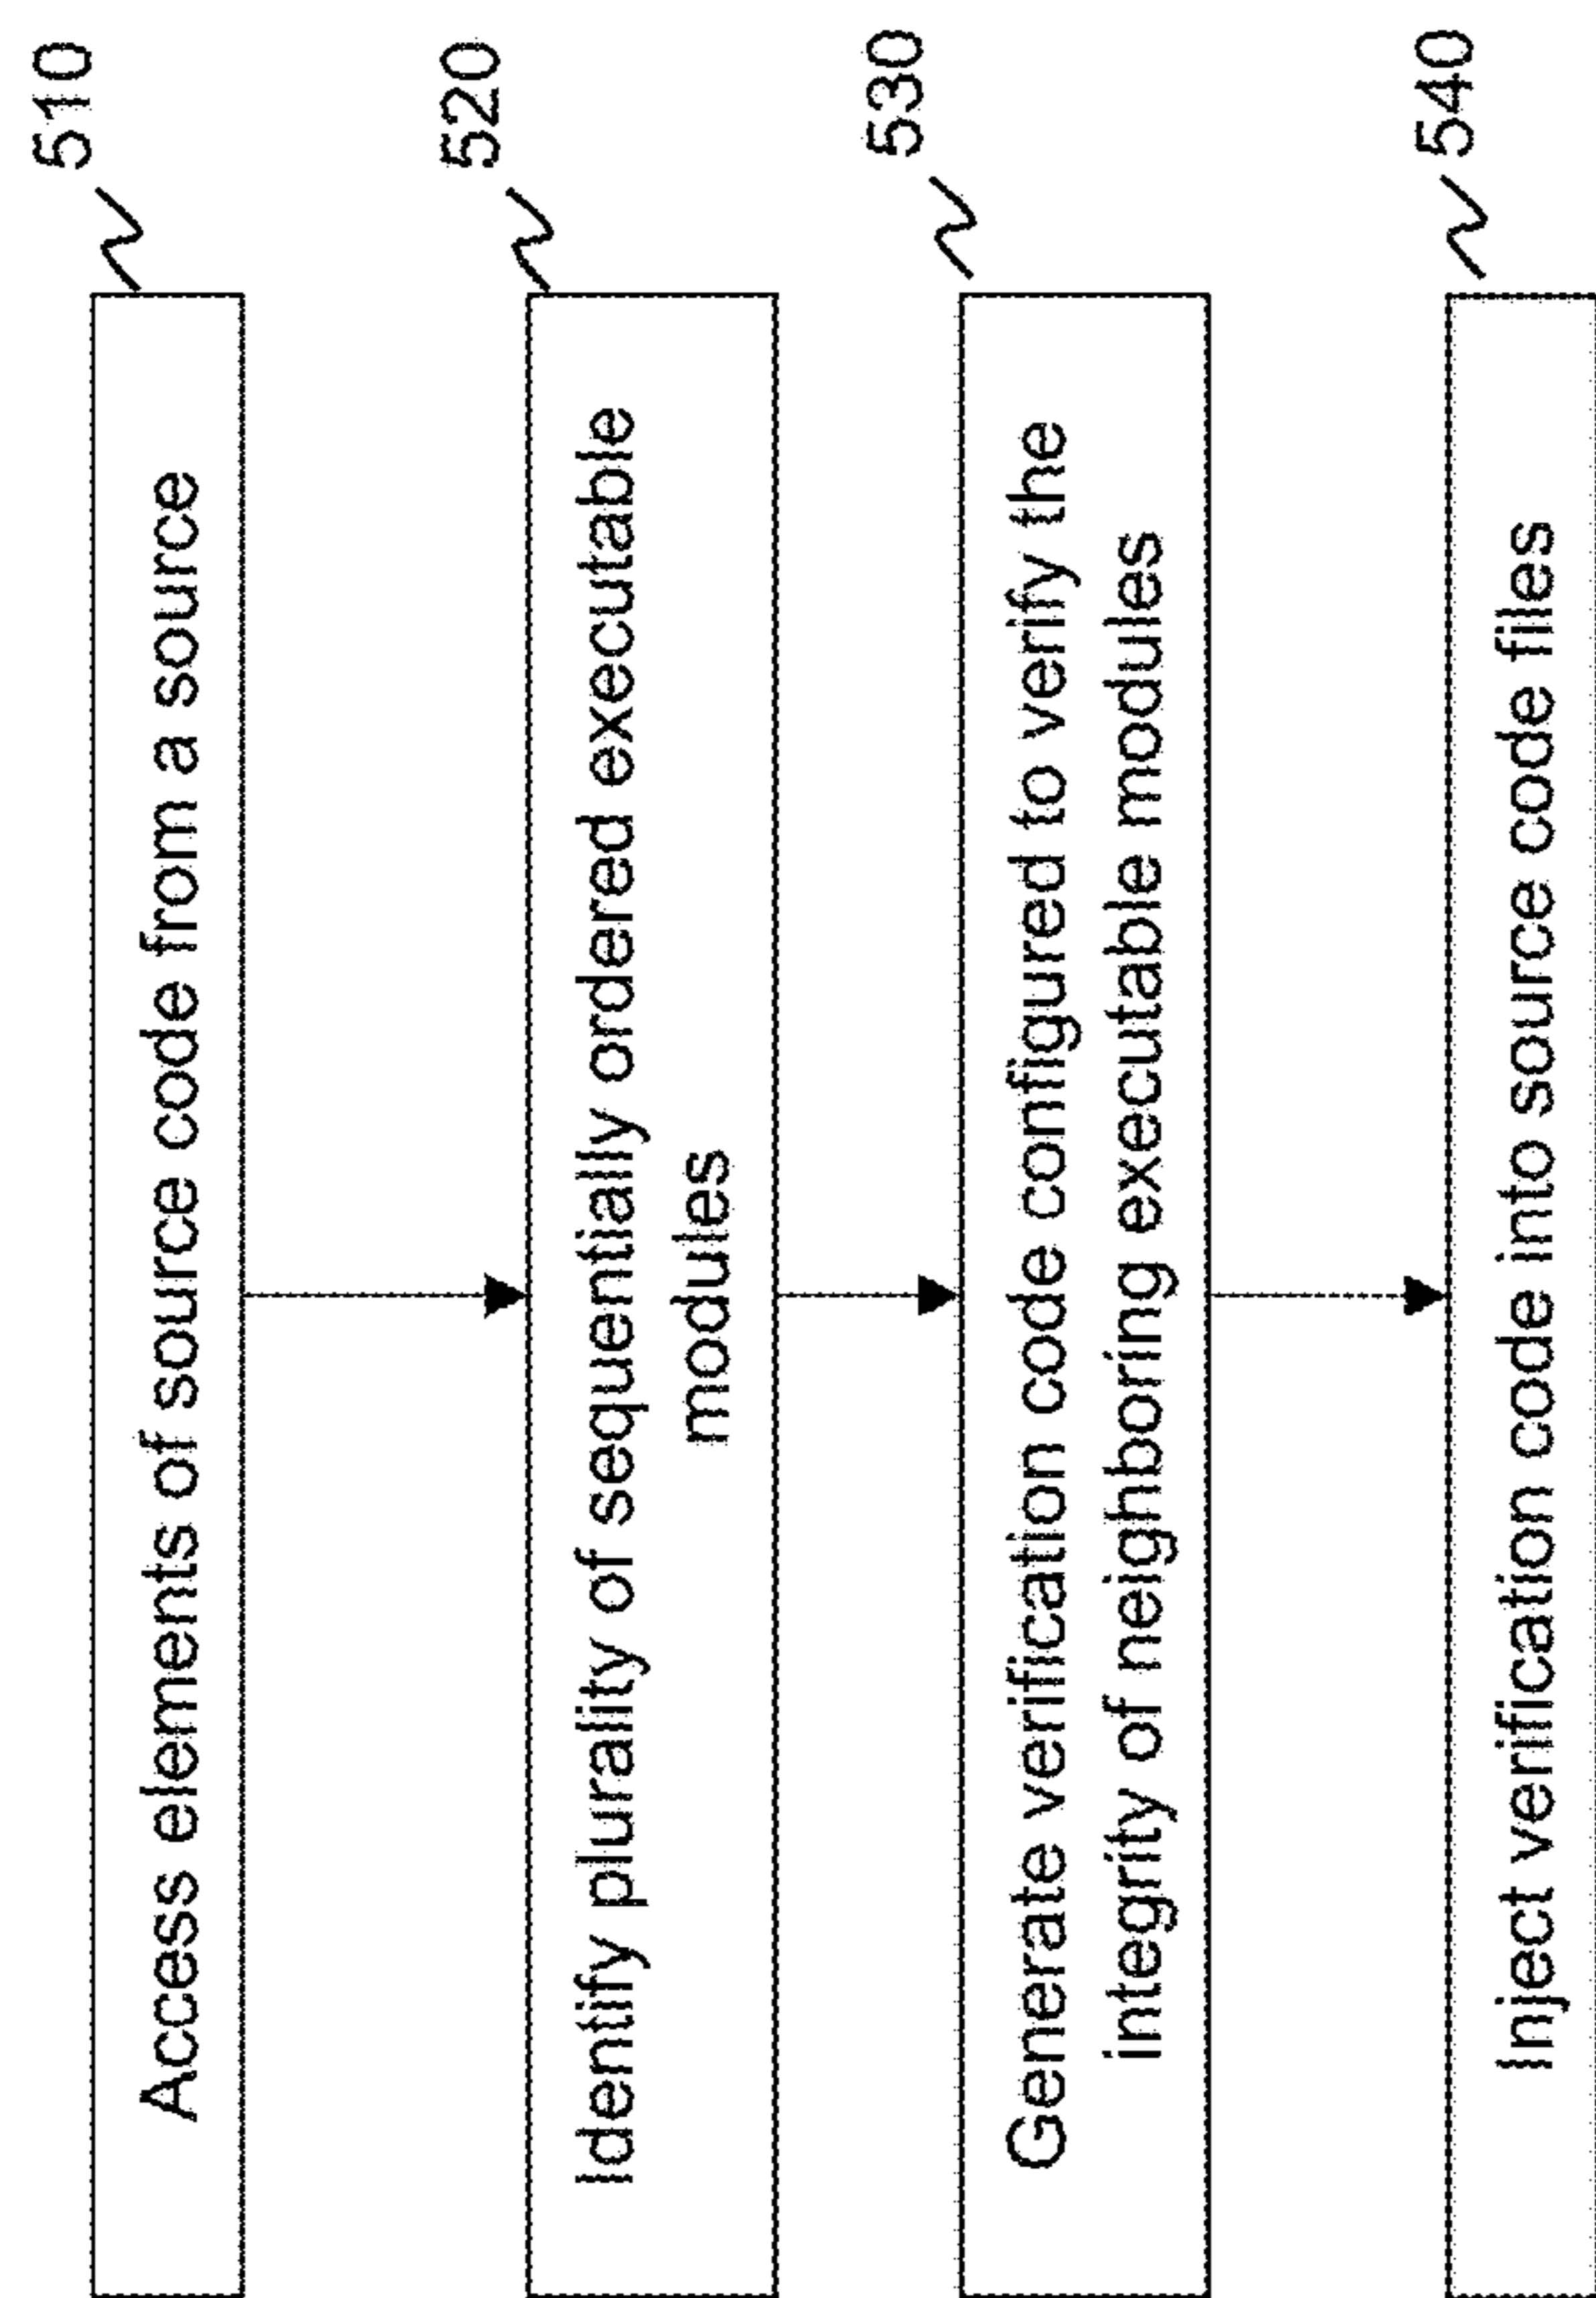 510
Access elements of source code from a source
520
Identify plurality of sequentially ordered executable
modules
530
Generate verification code configured to verify the
integrity of neighboring executable modules
540
Inject verification code into source code files